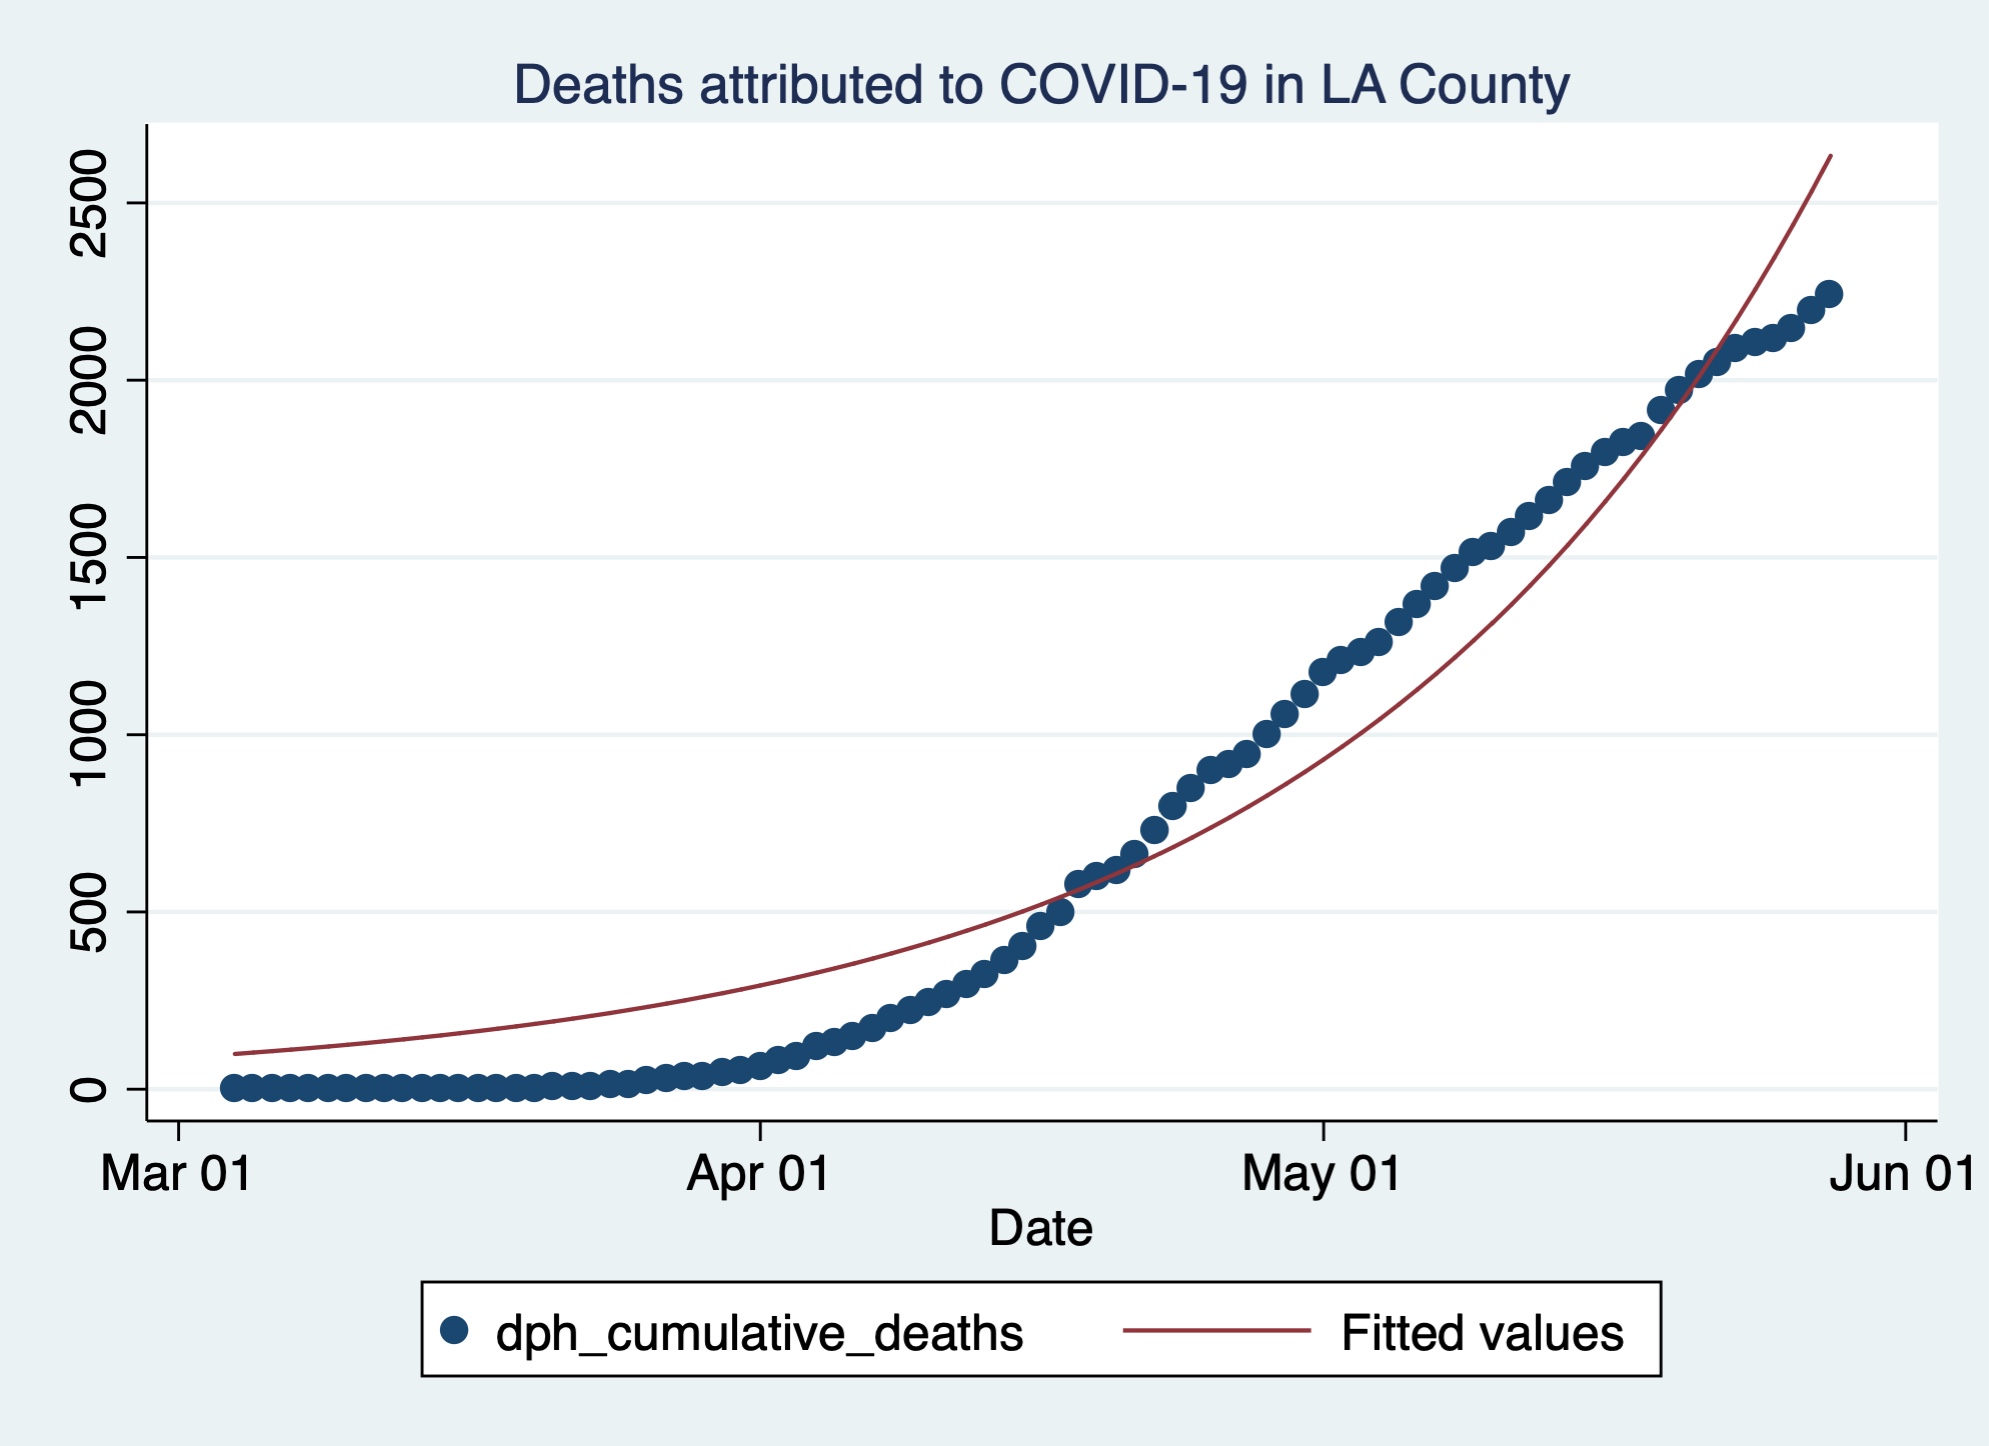 Deaths attributed to COVID-19 in LA County
2500
2000
1500
1000
500
0
Mar 01 Apr 01 May 01 Jun 01
Date
dph_cumulative_deaths Fitted values